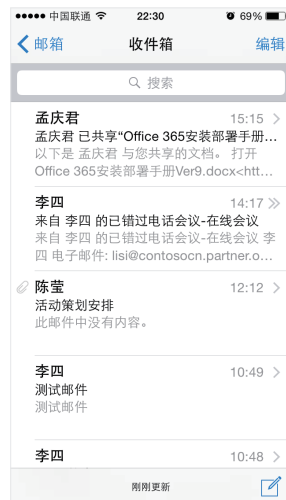 中国联通 22:30 69%
邮箱 收件箱 编辑
搜索
孟庆君 15:15
孟庆君 已共享“Office 365安装部署手册...
以下是 孟庆君 与您共享的文档。 打开
Office 365安装部署手册Ver9.docx<htt...
李四 14:17
来自 李四 的已错过电话会议-在线会议
来自 李四 的已错过电话会议-在线会议 李
四 电子邮件: lisi@contosocn.partner.o...
陈莹 12:12
活动策划安排
此邮件中没有内容。
李四 10:49
测试邮件
测试邮件
李四 10:48
刚刚更新